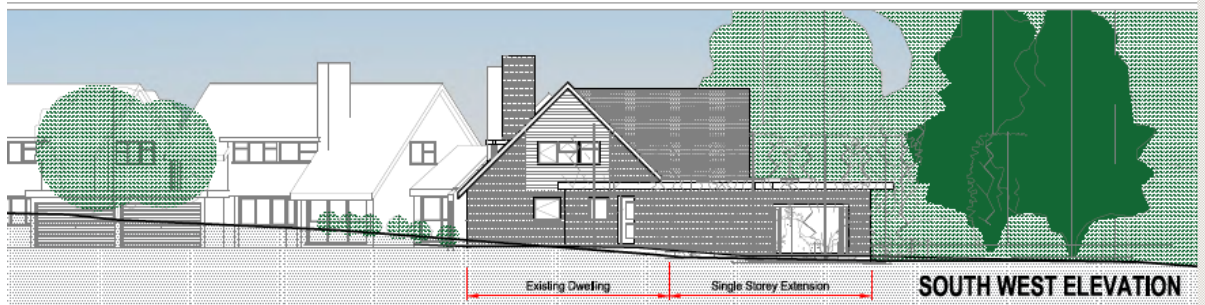 Existing Dwelling
Single Storey Extension
SOUTH WEST ELEVATION